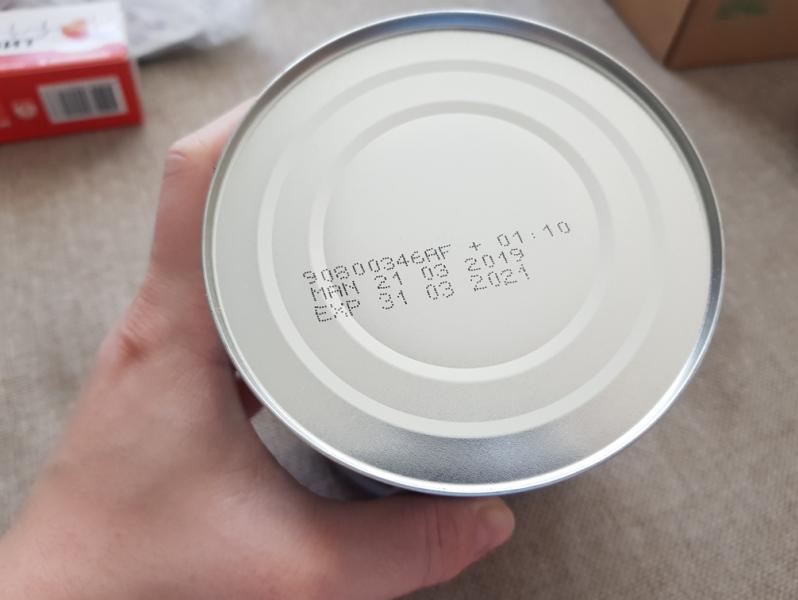 90800346AF + 01:10
MAN 21 03 2019
EXP 31 03 2021